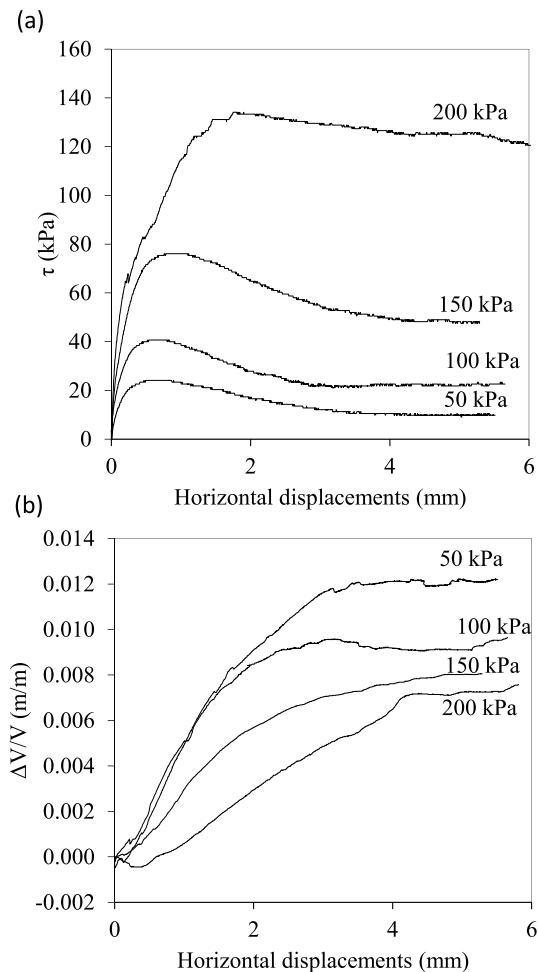 (a)
160
140
120
100
80
60
40
20
0
τ (kPa)
200 kPa
150 kPa
100 kPa
50 kPa
0 2 4 6
Horizontal displacements (mm)
(b)
0.014
0.012
0.010
0.008
0.006
0.004
0.002
0.000
-0.002
ΔV/V (m/m)
50 kPa
100 kPa
150 kPa
200 kPa
0 2 4 6
Horizontal displacements (mm)